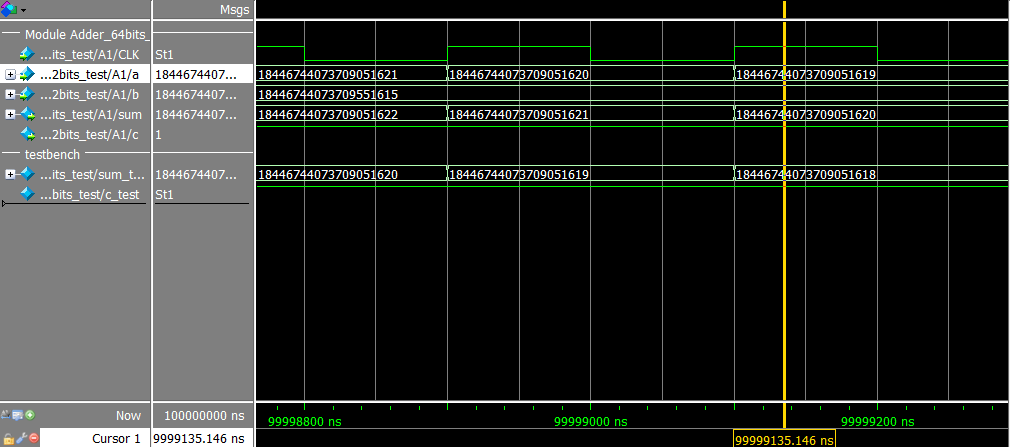 Msgs
Module Adder_64bits_
...its_test/A1/CLK St1
...2bits_test/A1/a 1844674407... 18446744073709051621 18446744073709051620 18446744073709051619
...2bits_test/A1/b 1844674407... 18446744073709551615
...its_test/A1/sum 1844674407... 18446744073709051622 18446744073709051621 18446744073709051620
...2bits_test/A1/c 1
testbench
...its_test/sum_t... 1844674407... 18446744073709051620 18446744073709051619 18446744073709051618
...bits_test/c_test St1
Now 100000000 ns 99998800 ns 99999000 ns 99999200 ns
Cursor 1 99999135.146 ns 99999135.146 ns